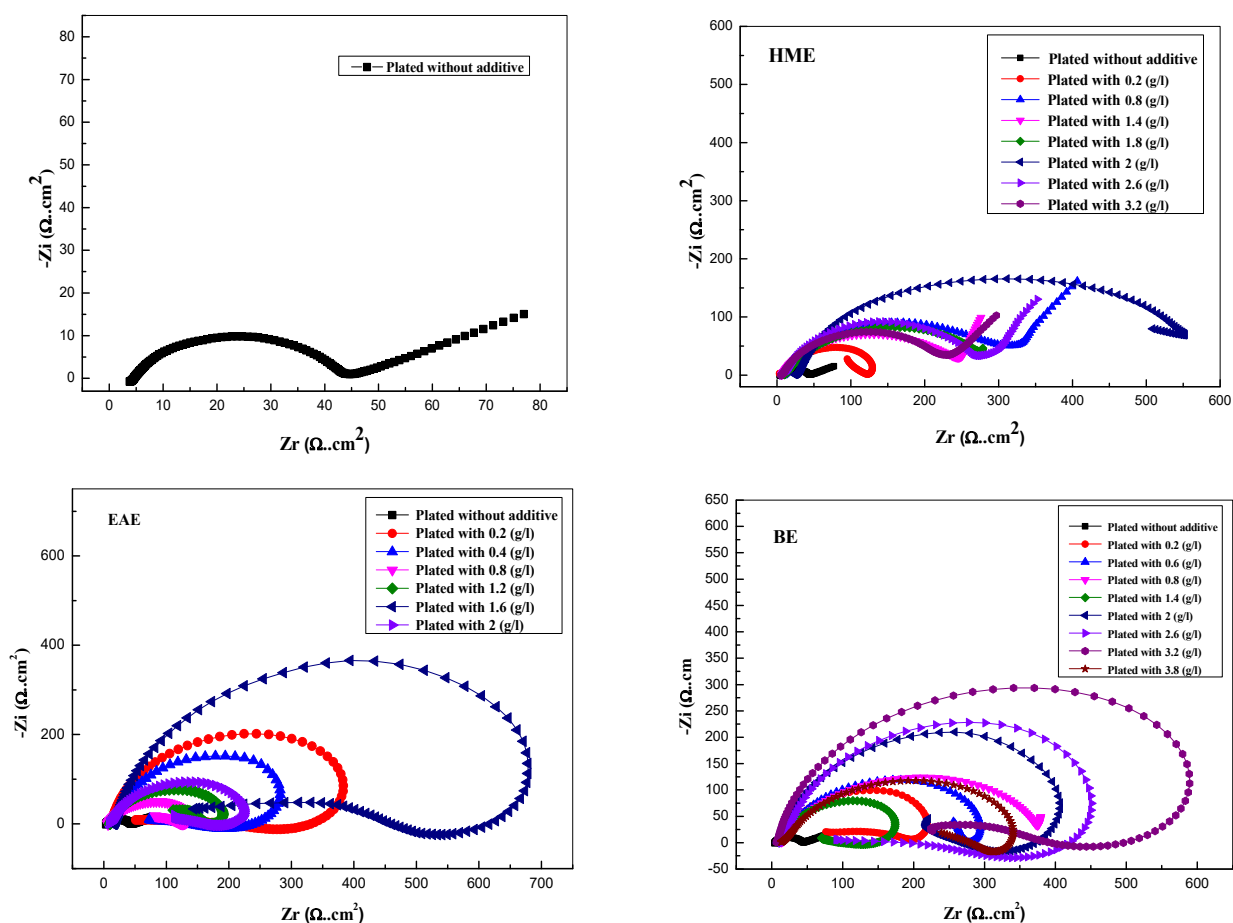 80
70
60
50
40
30
20
10
0
-Zi (Ω..cm²)
Plated without additive
0 10 20 30 40 50 60 70 80
Zr (Ω..cm²)
600
500
400
300
200
100
0
-Zi (Ω..cm²)
HME
Plated without additive
Plated with 0.2 (g/l)
Plated with 0.8 (g/l)
Plated with 1.4 (g/l)
Plated with 1.8 (g/l)
Plated with 2 (g/l)
Plated with 2.6 (g/l)
Plated with 3.2 (g/l)
0 100 200 300 400 500 600
Zr (Ω..cm²)
600
400
200
0
-Zi (Ω..cm²)
EAE
Plated without additive
Plated with 0.2 (g/l)
Plated with 0.4 (g/l)
Plated with 0.8 (g/l)
Plated with 1.2 (g/l)
Plated with 1.6 (g/l)
Plated with 2 (g/l)
0 100 200 300 400 500 600 700
Zr (Ω..cm²)
650
600
550
500
450
400
350
300
250
200
150
100
50
0
-50
-Zi (Ω..cm
BE
Plated without additive
Plated with 0.2 (g/l)
Plated with 0.6 (g/l)
Plated with 0.8 (g/l)
Plated with 1.4 (g/l)
Plated with 2 (g/l)
Plated with 2.6 (g/l)
Plated with 3.2 (g/l)
Plated with 3.8 (g/l)
0 100 200 300 400 500 600
Zr (Ω..cm²)